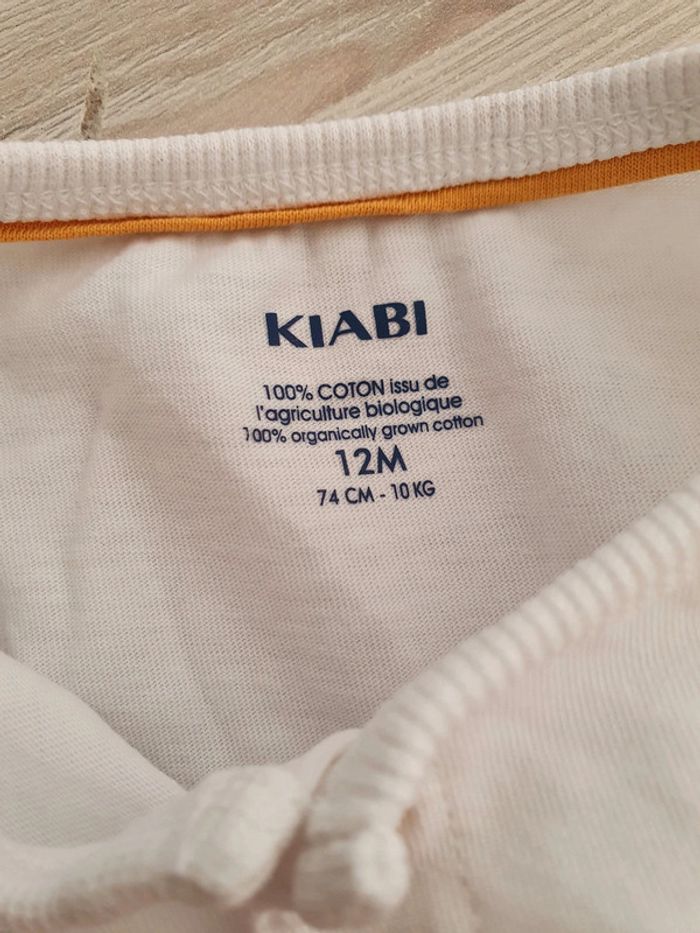 KIABI
100% COTON issu de
l'agriculture biologique
100% organically grown cotton
12M
74 CM - 10 KG